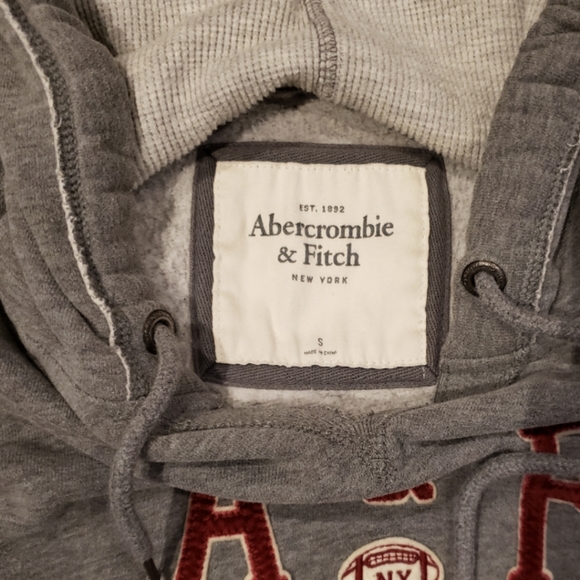 EST. 1892
Abercrombie
& Fitch
NEW YORK
S
MADE IN CHINA
A & F
NY